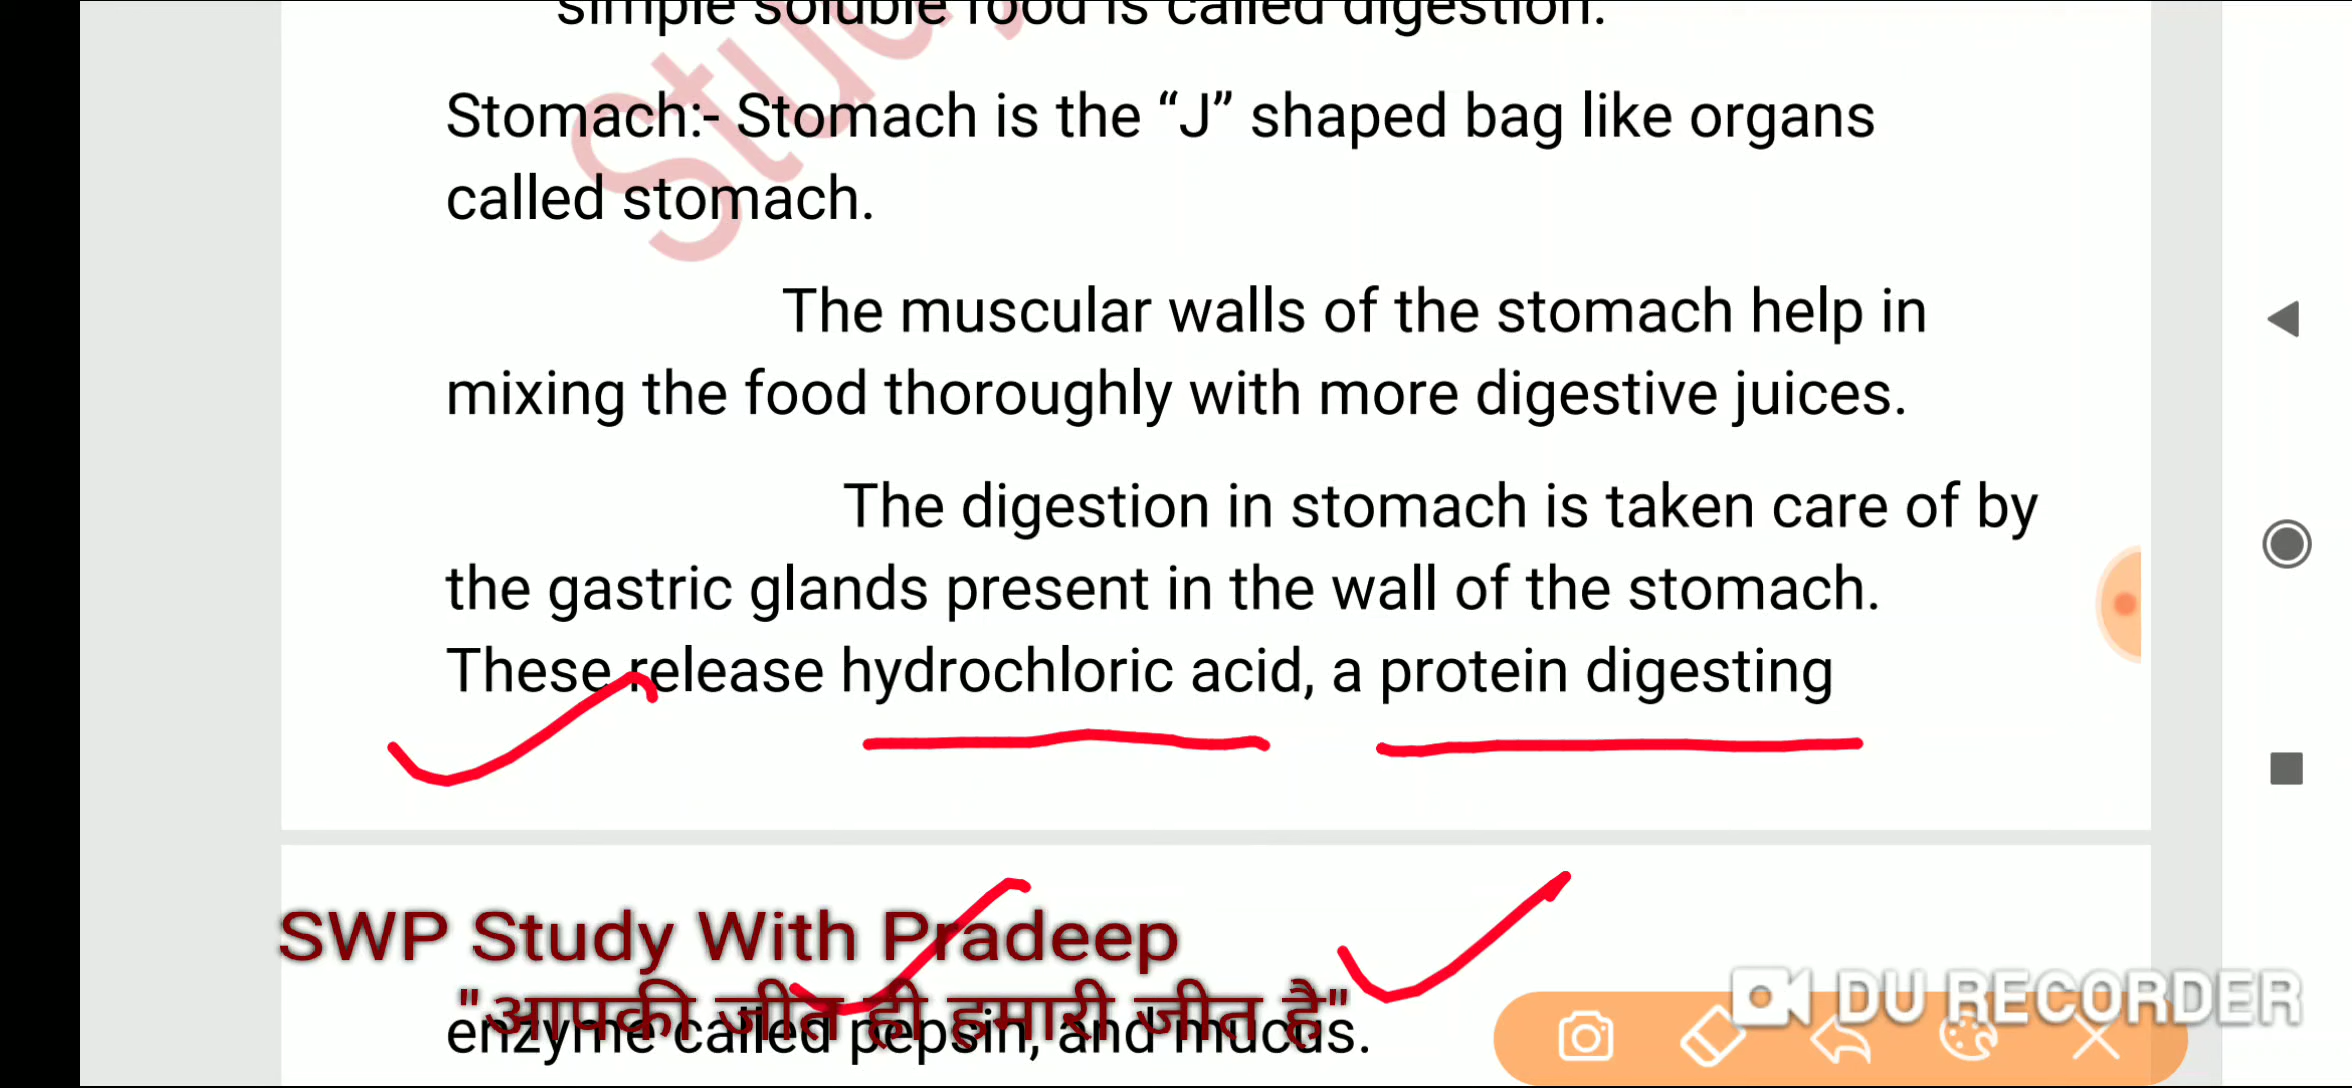 simple soluble food is called digestion.
Stomach:- Stomach is the “J” shaped bag like organs
called stomach.
The muscular walls of the stomach help in
mixing the food thoroughly with more digestive juices.
The digestion in stomach is taken care of by
the gastric glands present in the wall of the stomach.
These release hydrochloric acid, a protein digesting
SWP Study With Pradeep
"आपकी जीत ही हमारी जीत है"
enzyme called pepsin, and mucus.
DU RECORDER